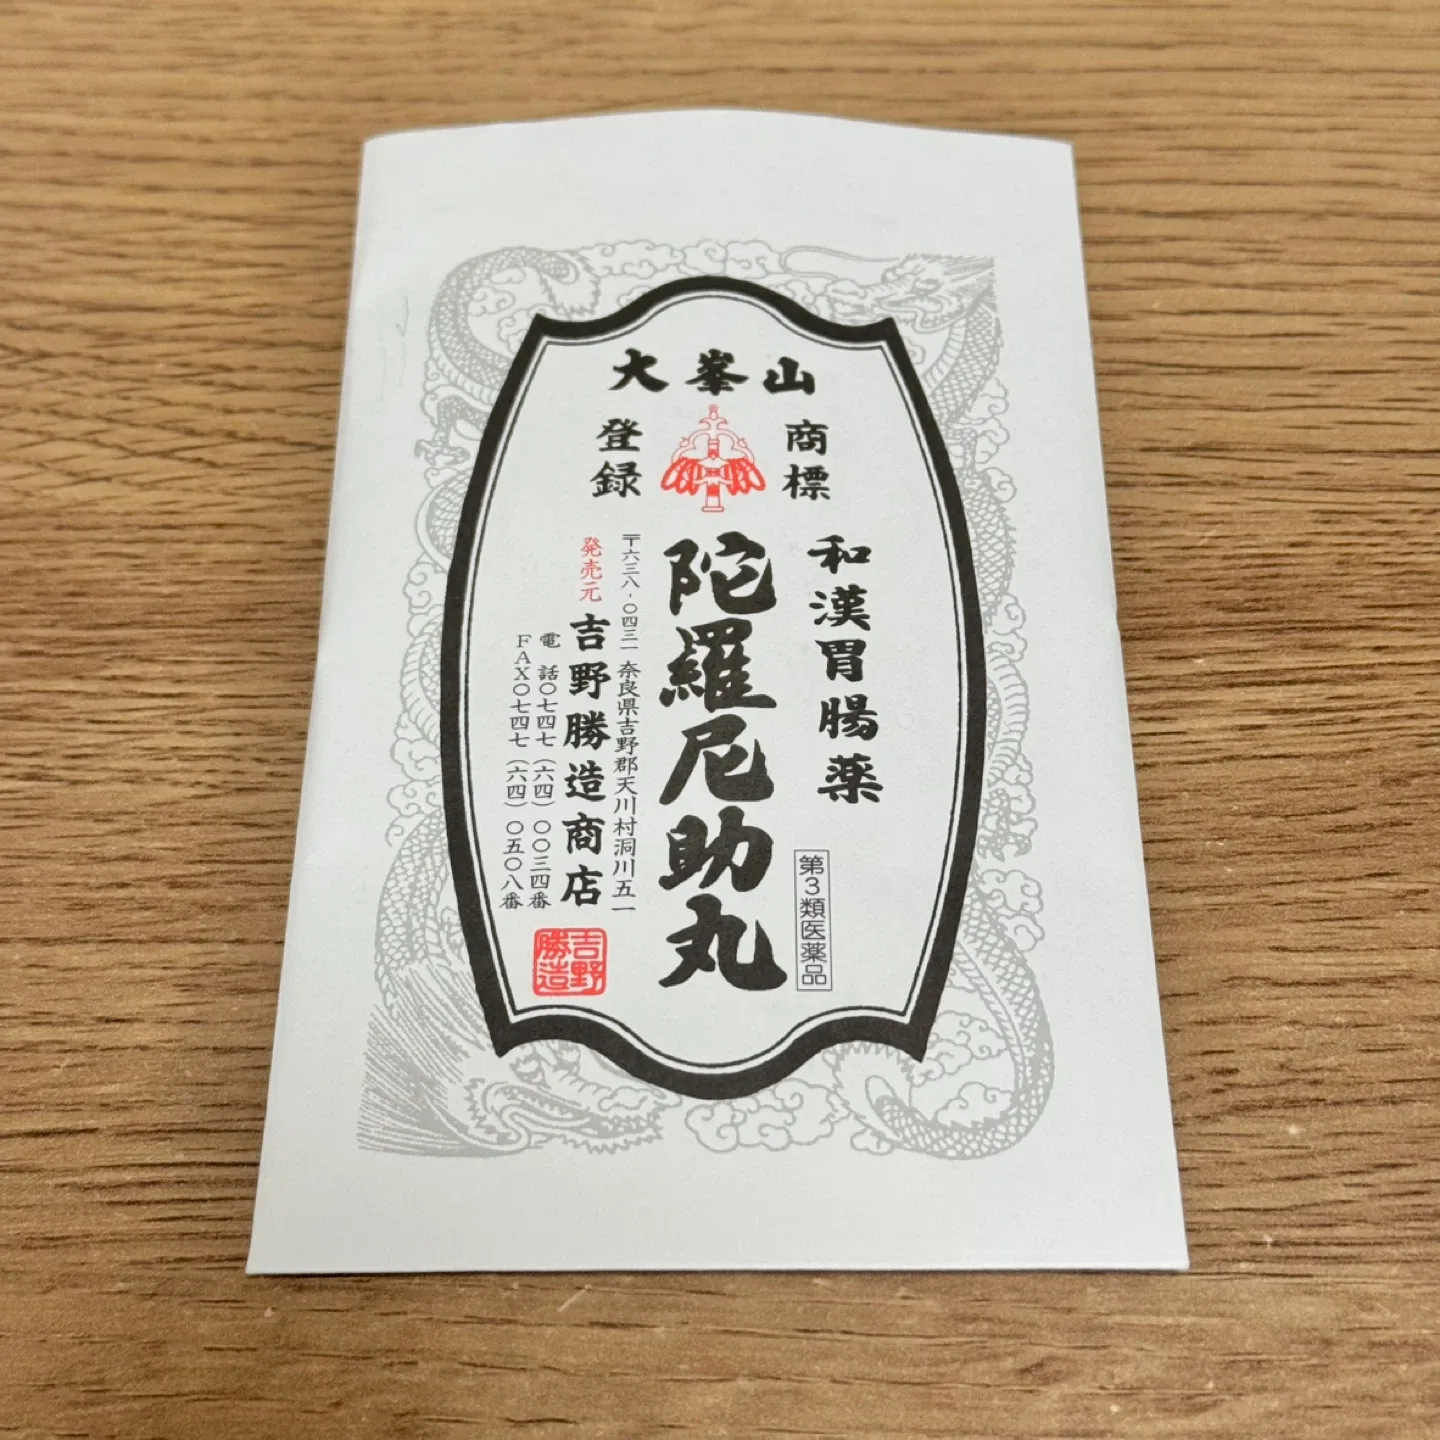 大峯山
商標
登録
和漢胃腸薬
第3類医薬品
陀羅尼助丸
〒六三八-〇四三一 奈良県吉野郡天川村洞川五一
発売元 吉野勝造商店
電話〇七四七(六四)〇〇三四番
FAX〇七四七(六四)〇五〇八番
吉野勝造